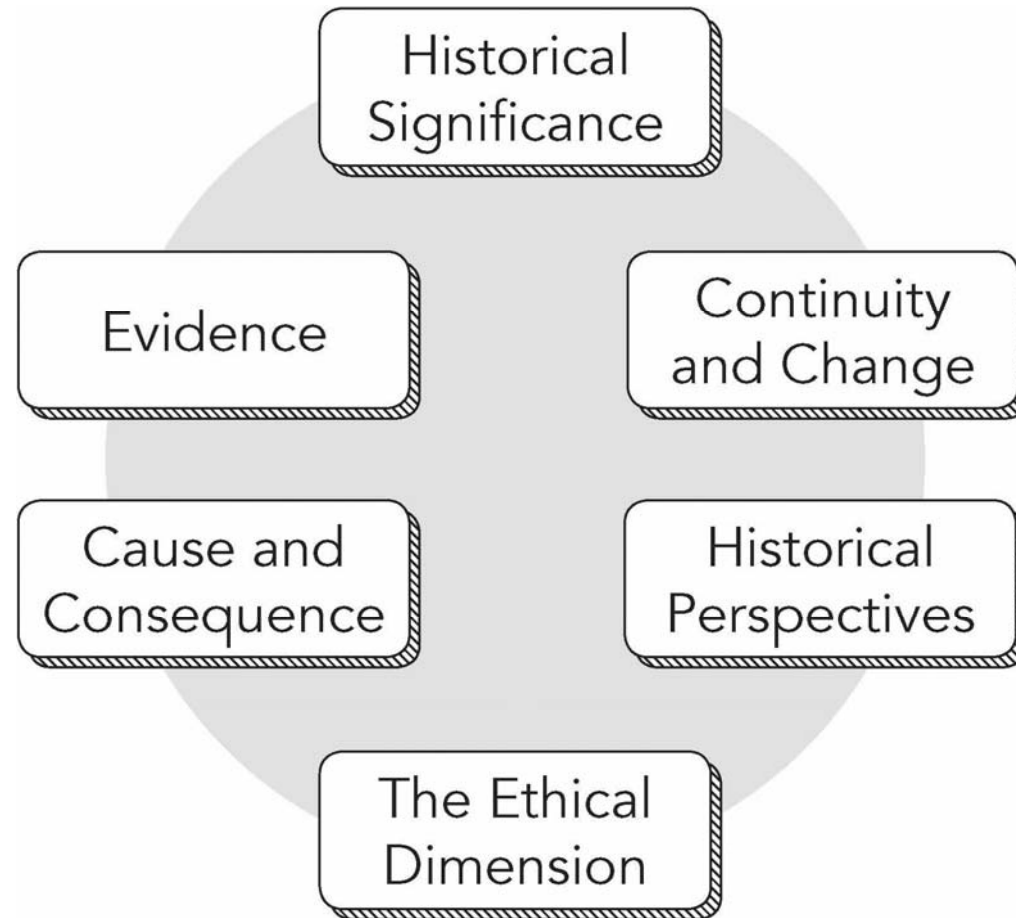 Historical
Significance
Evidence
Continuity
and Change
Cause and
Consequence
Historical
Perspectives
The Ethical
Dimension